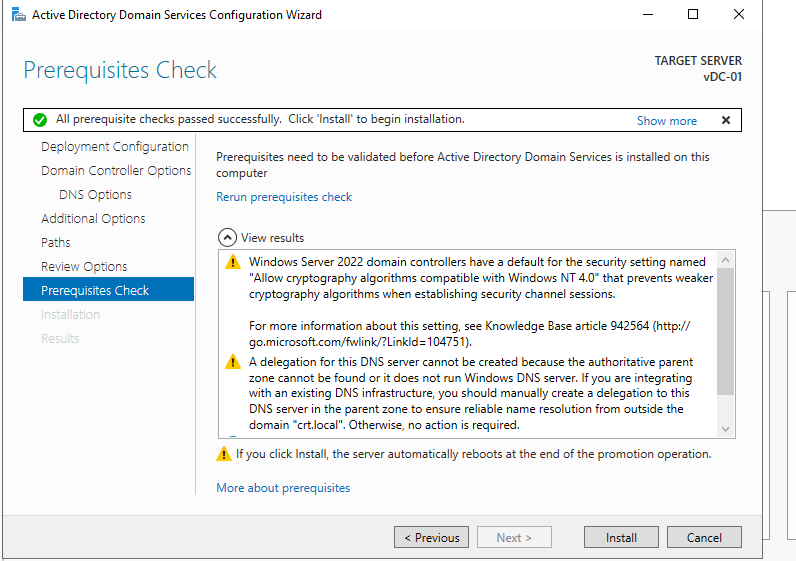 Active Directory Domain Services Configuration Wizard
Prerequisites Check
TARGET SERVER
vDC-01
All prerequisite checks passed successfully.  Click 'Install' to begin installation.
Show more
Deployment Configuration
Domain Controller Options
DNS Options
Additional Options
Paths
Review Options
Prerequisites Check
Installation
Results
Prerequisites need to be validated before Active Directory Domain Services is installed on this
computer
Rerun prerequisites check
View results
Windows Server 2022 domain controllers have a default for the security setting named
"Allow cryptography algorithms compatible with Windows NT 4.0" that prevents weaker
cryptography algorithms when establishing security channel sessions.
For more information about this setting, see Knowledge Base article 942564 (http://
go.microsoft.com/fwlink/?LinkId=104751).
A delegation for this DNS server cannot be created because the authoritative parent
zone cannot be found or it does not run Windows DNS server. If you are integrating
with an existing DNS infrastructure, you should manually create a delegation to this
DNS server in the parent zone to ensure reliable name resolution from outside the
domain "crt.local". Otherwise, no action is required.
If you click Install, the server automatically reboots at the end of the promotion operation.
More about prerequisites
< Previous
Next >
Install
Cancel